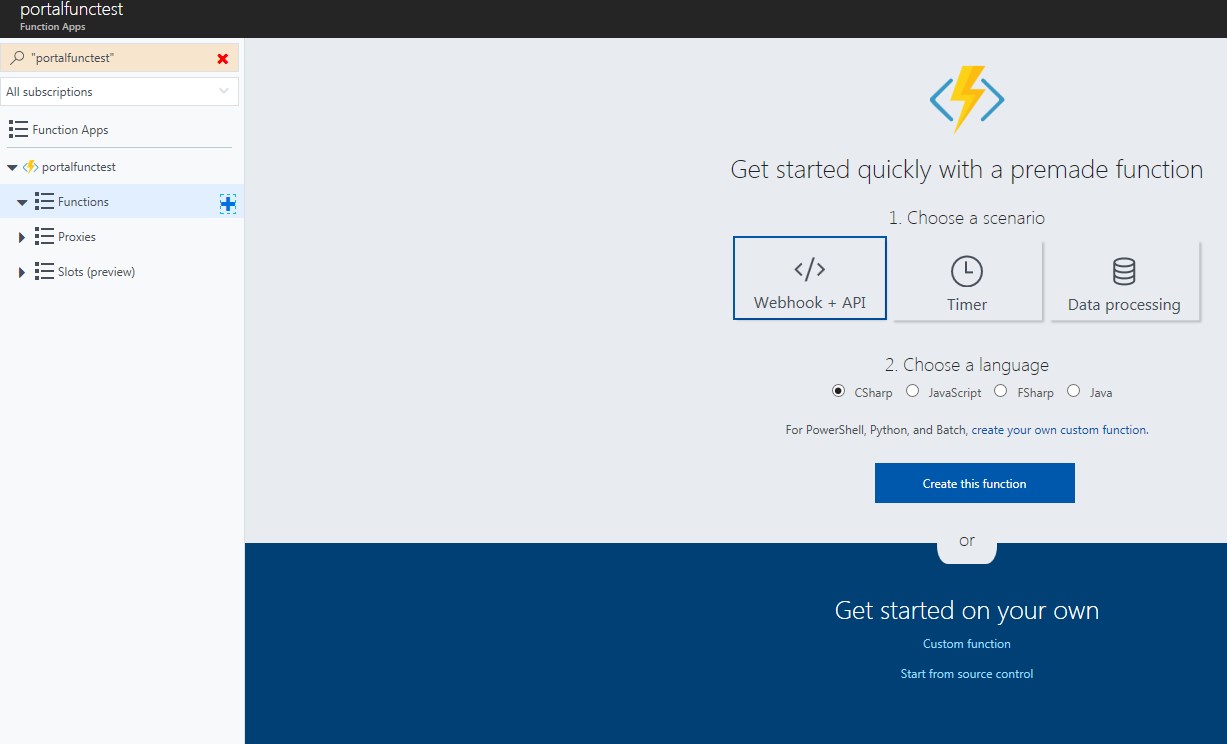 portalfunctest
Function Apps
"portalfunctest"
All subscriptions
Function Apps
portalfunctest
Functions
Proxies
Slots (preview)
Get started quickly with a premade function
1. Choose a scenario
Webhook + API
Timer
Data processing
2. Choose a language
CSharp JavaScript FSharp Java
For PowerShell, Python, and Batch, create your own custom function.
Create this function
or
Get started on your own
Custom function
Start from source control